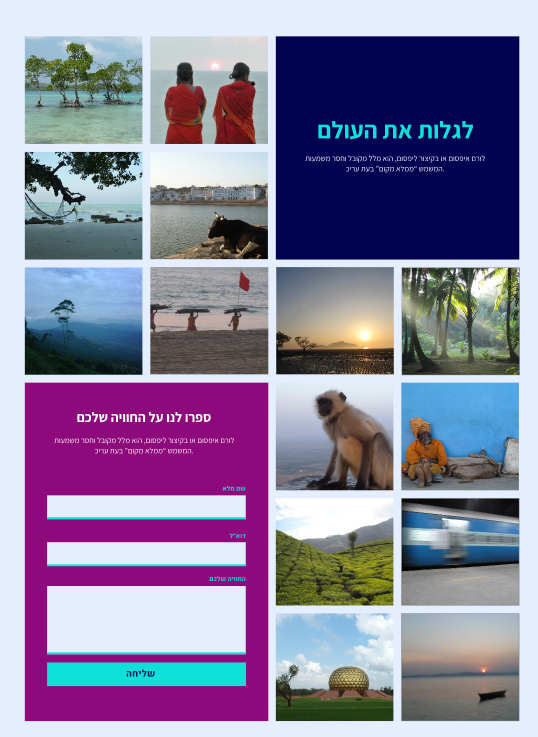 לגלות את העולם
לורם איפסום או בקיצור ליפסום, הוא מלל מקובל וחסר משמעות
המשמש "ממלא מקום" בעת עריכ.
ספרו לנו על החוויה שלכם
לורם איפסום או בקיצור ליפסום, הוא מלל מקובל וחסר משמעות
המשמש "ממלא מקום" בעת עריכ.
שם מלא
דוא"ל
החוויה שלכם
שליחה